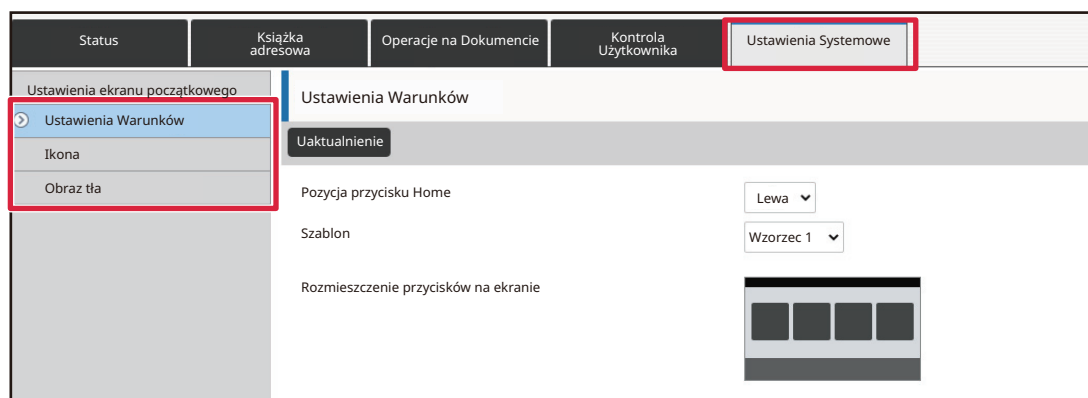 Status
Książka
adresowa
Operacje na Dokumencie
Kontrola
Użytkownika
Ustawienia Systemowe
Ustawienia ekranu początkowego
Ustawienia Warunków
Ikona
Obraz tła
Ustawienia Warunków
Uaktualnienie
Pozycja przycisku Home
Lewa
Szablon
Wzorzec 1
Rozmieszczenie przycisków na ekranie